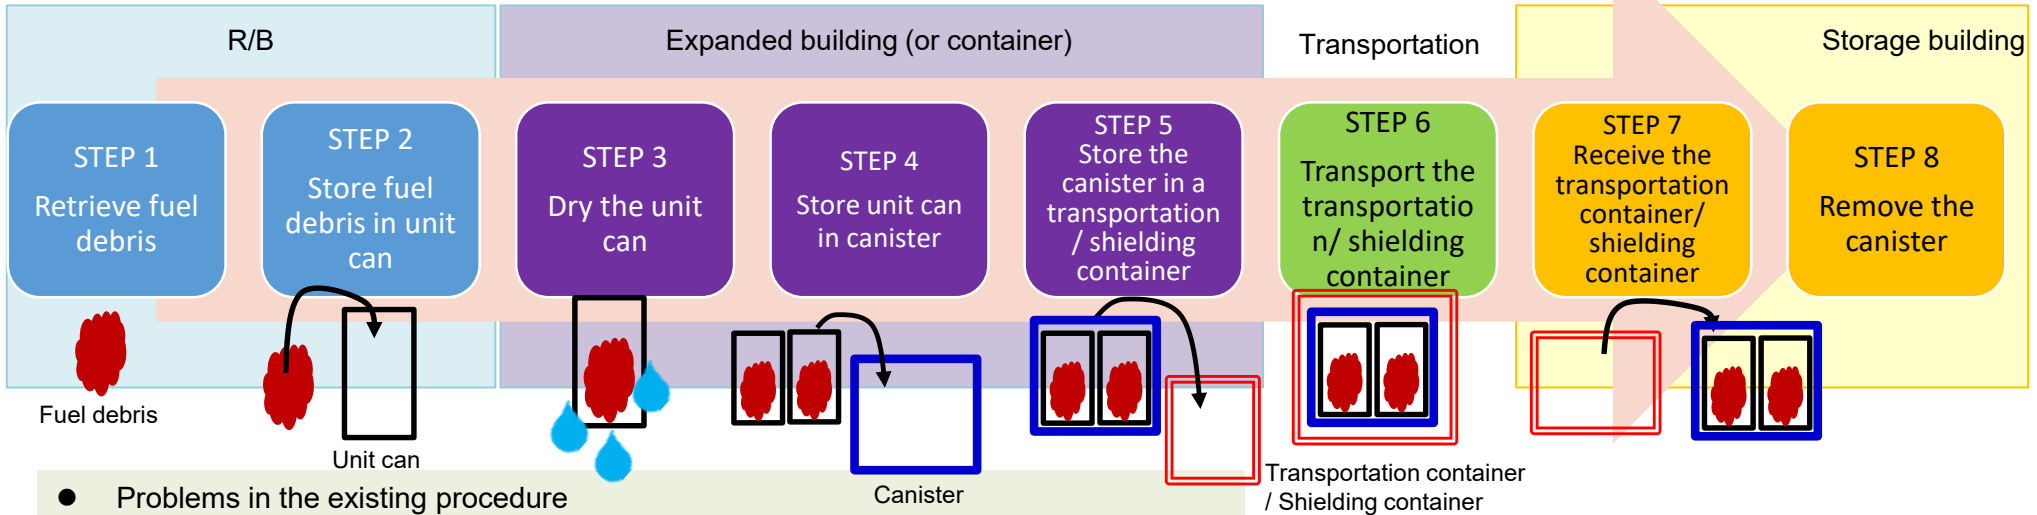 R/B
Expanded building (or container)
Transportation
Storage building
STEP 1
Retrieve fuel
debris
STEP 2
Store fuel
debris in unit
can
STEP 3
Dry the unit
can
STEP 4
Store unit can
in canister
STEP 5
Store the
canister in a
transportation
/ shielding
container
STEP 6
Transport the
transportatio
n/ shielding
container
STEP 7
Receive the
transportation
container/
shielding
container
STEP 8
Remove the
canister
Fuel debris
Unit can
Canister
Transportation container
/ Shielding container
● Problems in the existing procedure